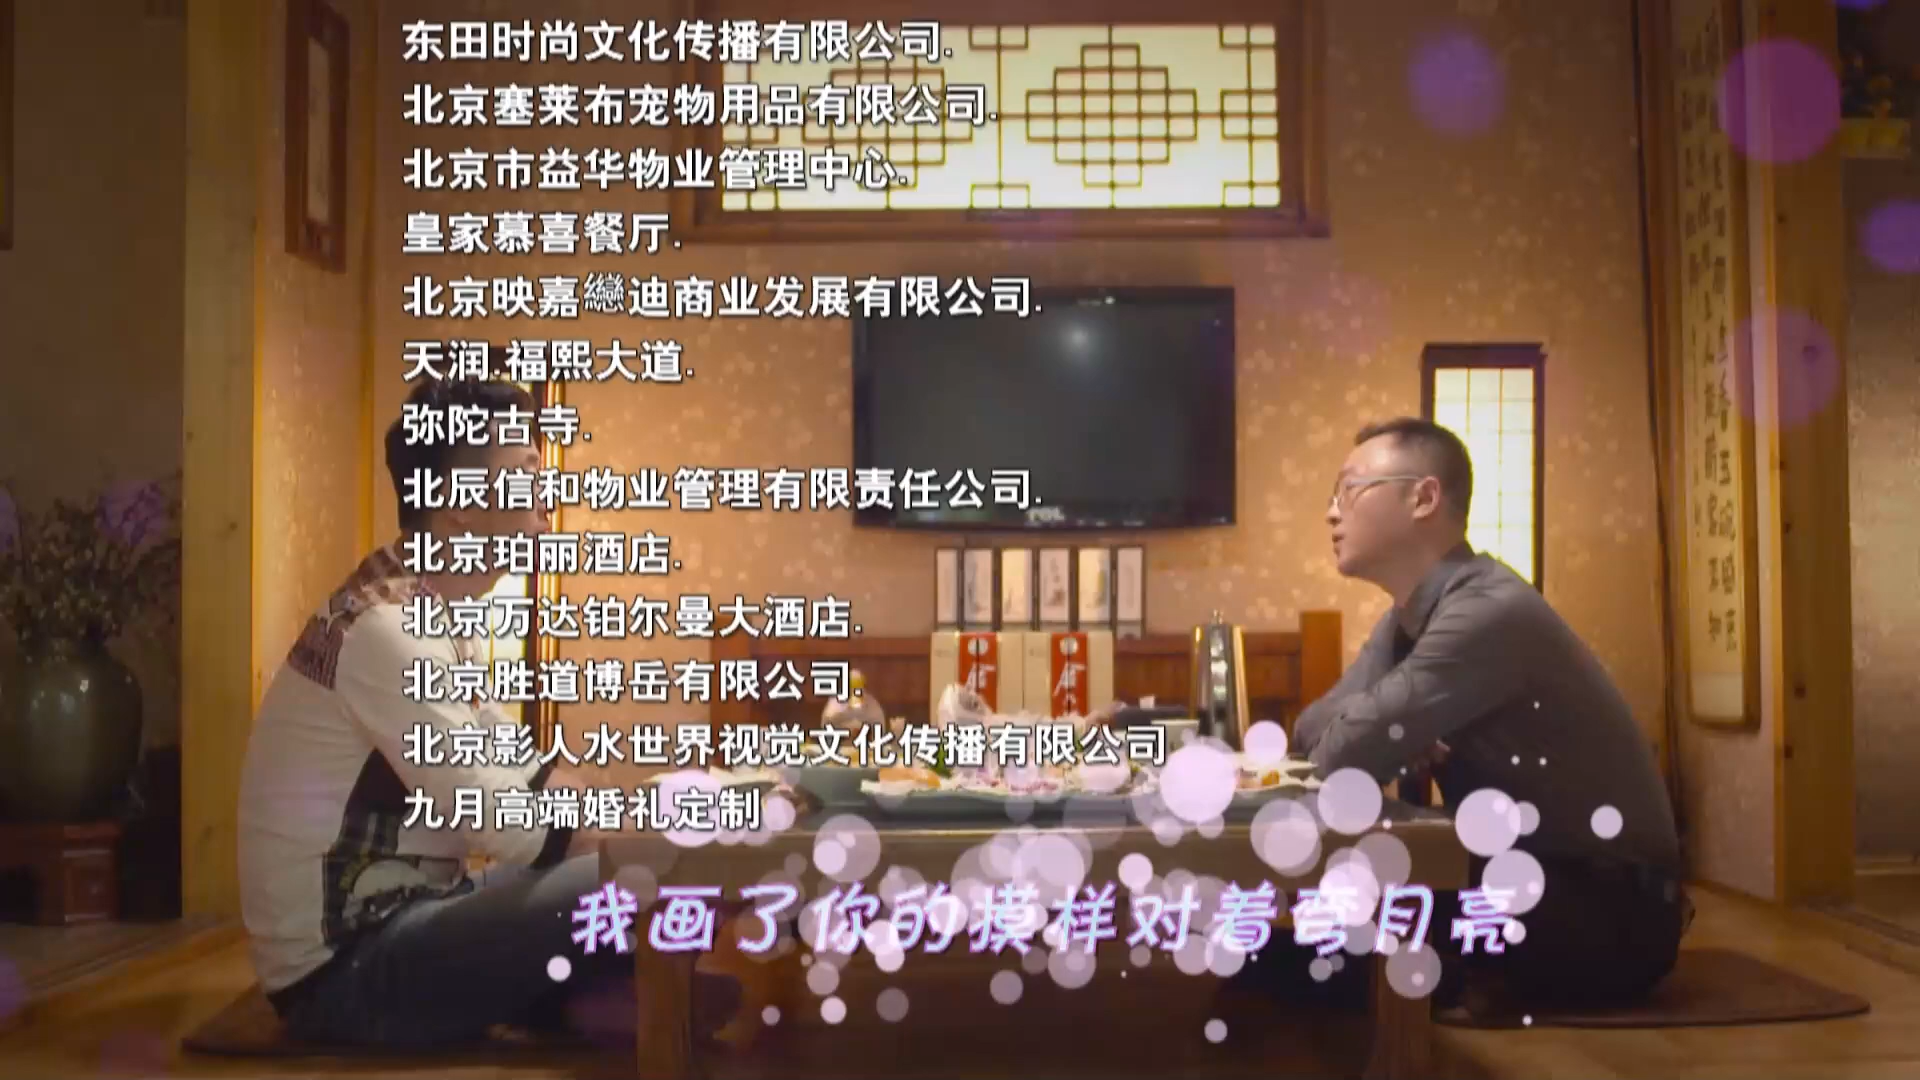 东田时尚文化传播有限公司.
北京塞莱布宠物用品有限公司.
北京市益华物业管理中心.
皇家慕喜餐厅.
北京映嘉戀迪商业发展有限公司.
天润.福熙大道.
弥陀古寺.
北辰信和物业管理有限责任公司.
北京珀丽酒店.
北京万达铂尔曼大酒店.
北京胜道博岳有限公司.
北京影人水世界视觉文化传播有限公司
九月高端婚礼定制
TCL
我画了你的摸样对着弯月亮